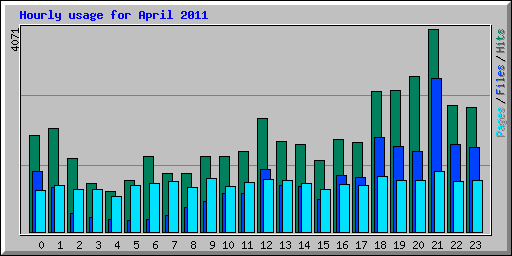 Hourly usage for April 2011
4071
Pages/Files/Hits
0 1 2 3 4 5 6 7 8 9 10 11 12 13 14 15 16 17 18 19 20 21 22 23